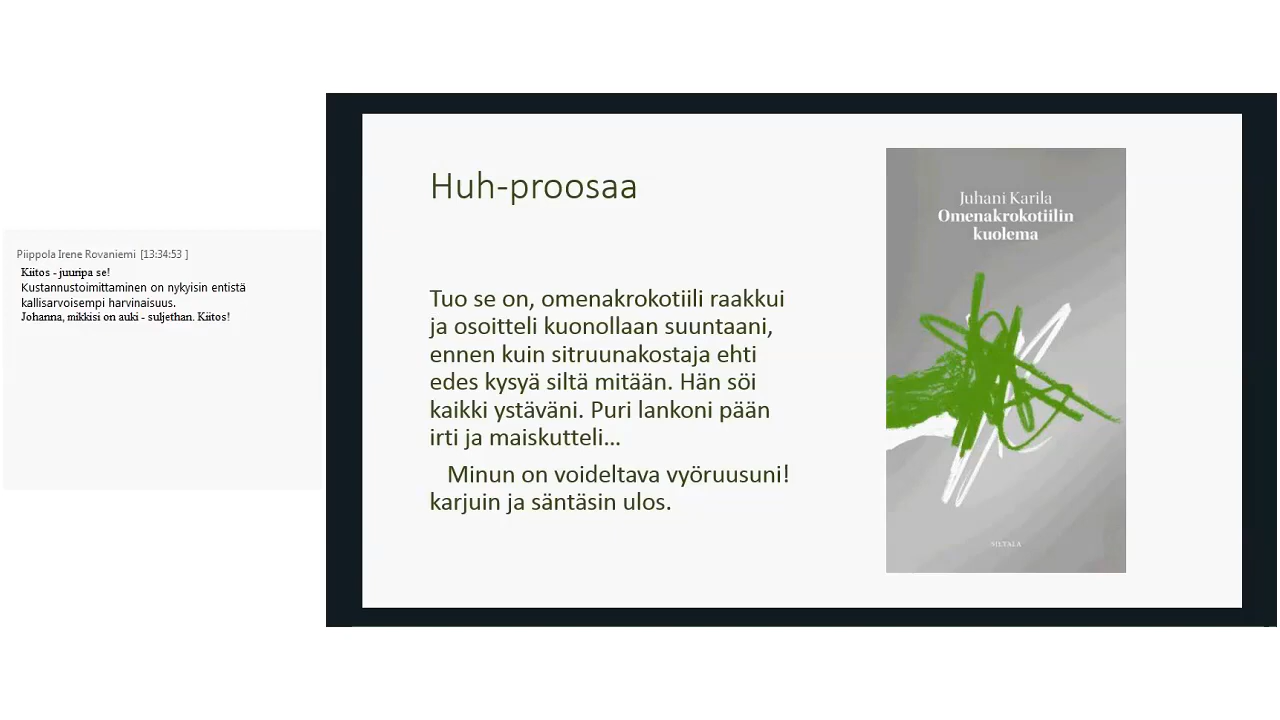 Piippola Irene Rovaniemi [13:34:53 ]
Kiitos - juuripa se!
Kustannustoimittaminen on nykyisin entistä
kallisarvoisempi harvinaisuus.
Johanna, mikkisi on auki - suljethan. Kiitos!
Huh-proosaa
Tuo se on, omenakrokotiili raakkui
ja osoitteli kuonollaan suuntaani,
ennen kuin sitruunakostaja ehti
edes kysyä siltä mitään. Hän söi
kaikki ystäväni. Puri lankoni pään
irti ja maiskutteli...
Minun on voideltava vyöruusuni!
karjuin ja säntäsin ulos.
Juhani Karila
Omenakrokotiilin
kuolema
SILTALA